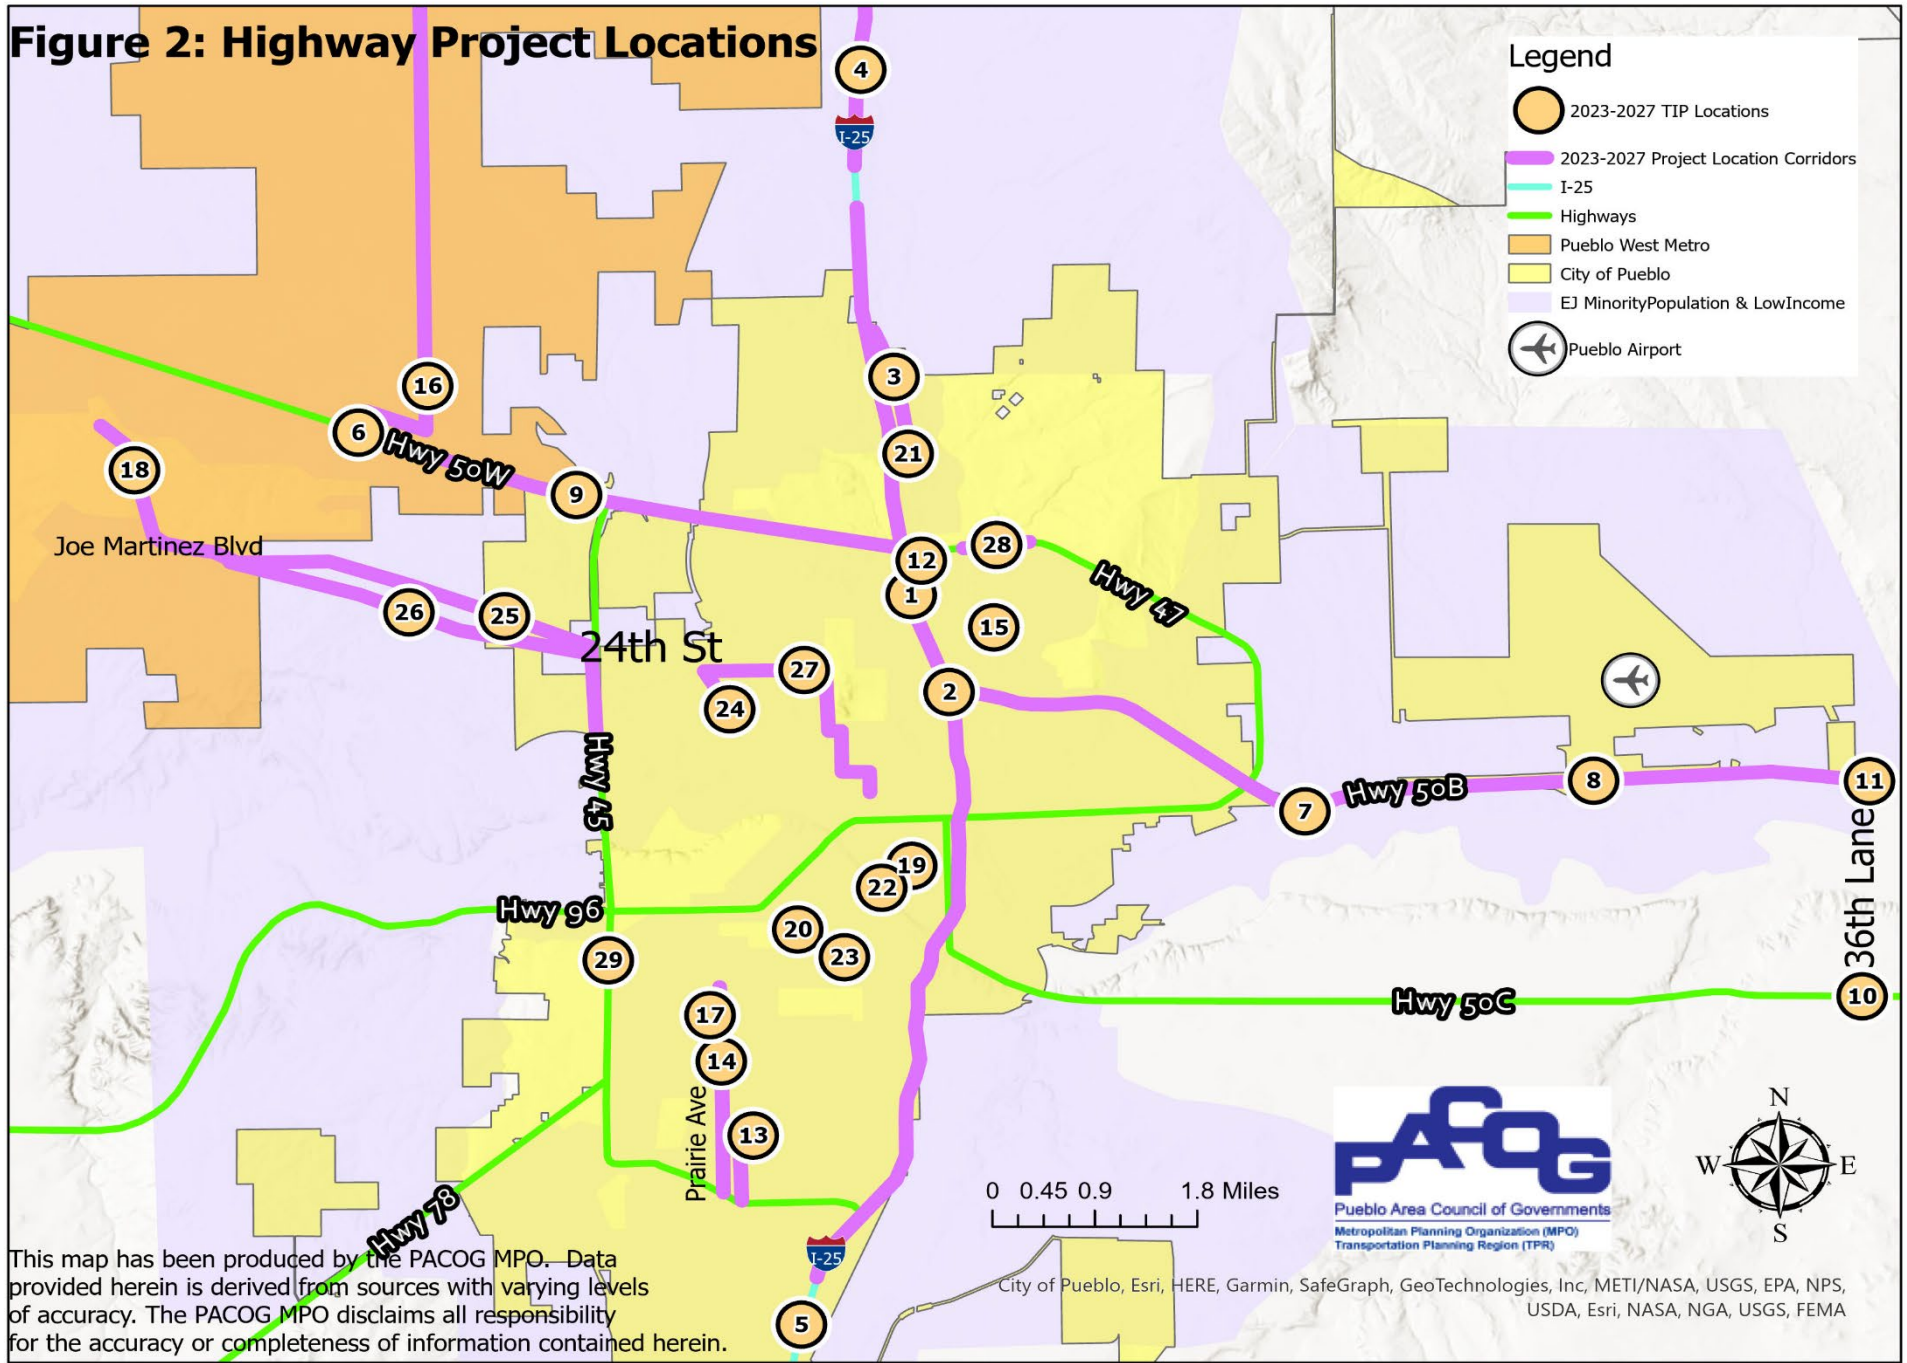 Figure 2: Highway Project Locations
4
I-25
Legend
2023-2027 TIP Locations
2023-2027 Project Location Corridors
I-25
Highways
Pueblo West Metro
City of Pueblo
EJ MinorityPopulation & LowIncome
Pueblo Airport
3
16
6
Hwy 50W
21
18
9
Joe Martinez Blvd
12
28
1
Hwy 47
26
25
15
24th St
27
2
24
Hwy 45
7
Hwy 50B
8
11
36th Lane
19
22
Hwy 96
20
23
29
10
Hwy 50C
17
14
Prairie Ave
13
Hwy 78
I-25
5
0 0.45 0.9 1.8 Miles
PACOG
Pueblo Area Council of Governments
Metropolitan Planning Organization (MPO)
Transportation Planning Region (TPR)
N
W E
S
This map has been produced by the PACOG MPO. Data
provided herein is derived from sources with varying levels
of accuracy. The PACOG MPO disclaims all responsibility
for the accuracy or completeness of information contained herein.
City of Pueblo, Esri, HERE, Garmin, SafeGraph, GeoTechnologies, Inc, METI/NASA, USGS, EPA, NPS,
USDA, Esri, NASA, NGA, USGS, FEMA